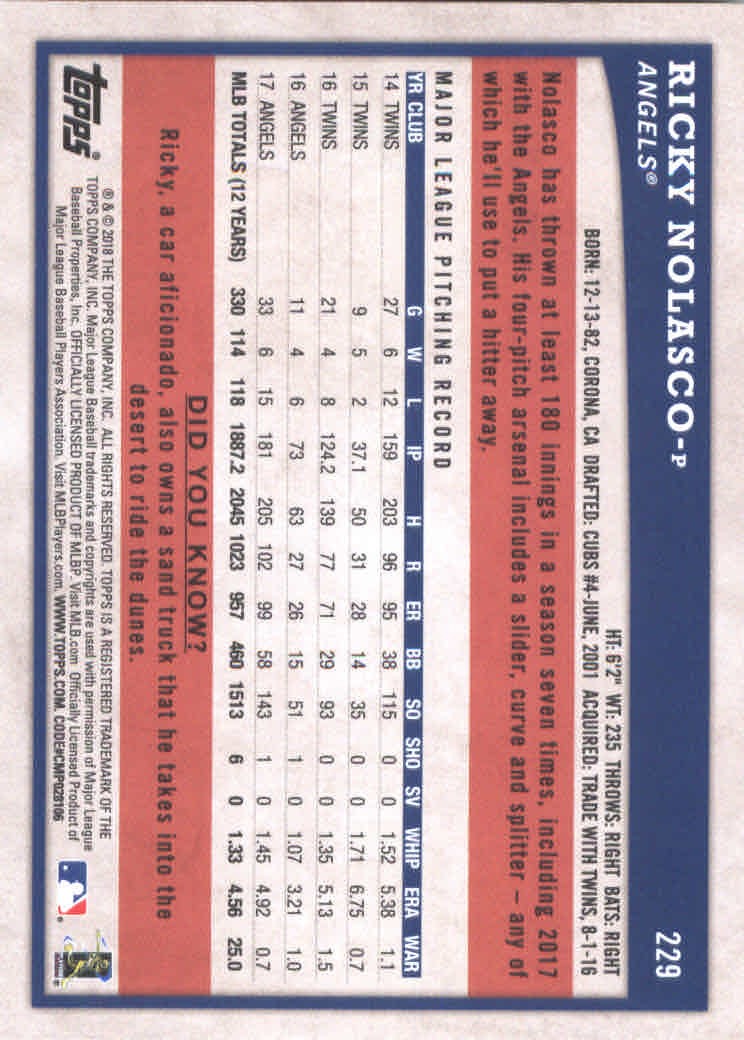 RICKY NOLASCO-P
229
ANGELS®
HT: 6'2" WT: 235 THROWS: RIGHT BATS: RIGHT
BORN: 12-13-82, CORONA, CA DRAFTED: CUBS #4-JUNE, 2001 ACQUIRED: TRADE WITH TWINS, 8-1-16
Nolasco has thrown at least 180 innings in a season seven times, including 2017
with the Angels. His four-pitch arsenal includes a slider, curve and splitter – any of
which he'll use to put a hitter away.
MAJOR LEAGUE PITCHING RECORD
YR CLUB G W L IP H R ER BB SO SHO SV WHIP ERA WAR
14 TWINS 27 6 12 159 203 96 95 38 115 0 0 1.52 5.38 1.1
15 TWINS 9 5 2 37.1 50 31 28 14 35 0 0 1.71 6.75 0.7
16 TWINS 21 4 8 124.2 139 77 71 29 93 0 0 1.35 5.13 1.5
16 ANGELS 11 4 6 73 63 27 26 15 51 1 0 1.07 3.21 1.0
17 ANGELS 33 6 15 181 205 102 99 58 143 1 0 1.45 4.92 0.7
MLB TOTALS (12 YEARS) 330 114 118 1887.2 2045 1023 957 460 1513 6 0 1.33 4.56 25.0
DID YOU KNOW?
Ricky, a car aficionado, also owns a sand truck that he takes into the
desert to ride the dunes.
topps®
® & © 2018 THE TOPPS COMPANY, INC. ALL RIGHTS RESERVED. TOPPS IS A REGISTERED TRADEMARK OF THE
TOPPS COMPANY, INC. Major League Baseball trademarks and copyrights are used with permission of Major League
Baseball Properties, Inc. OFFICIALLY LICENSED PRODUCT OF MLBP. Visit MLB.com Officially Licensed Product of
Major League Baseball Players Association. Visit MLBPlayers.com. WWW.TOPPS.COM. CODE#CMP028106